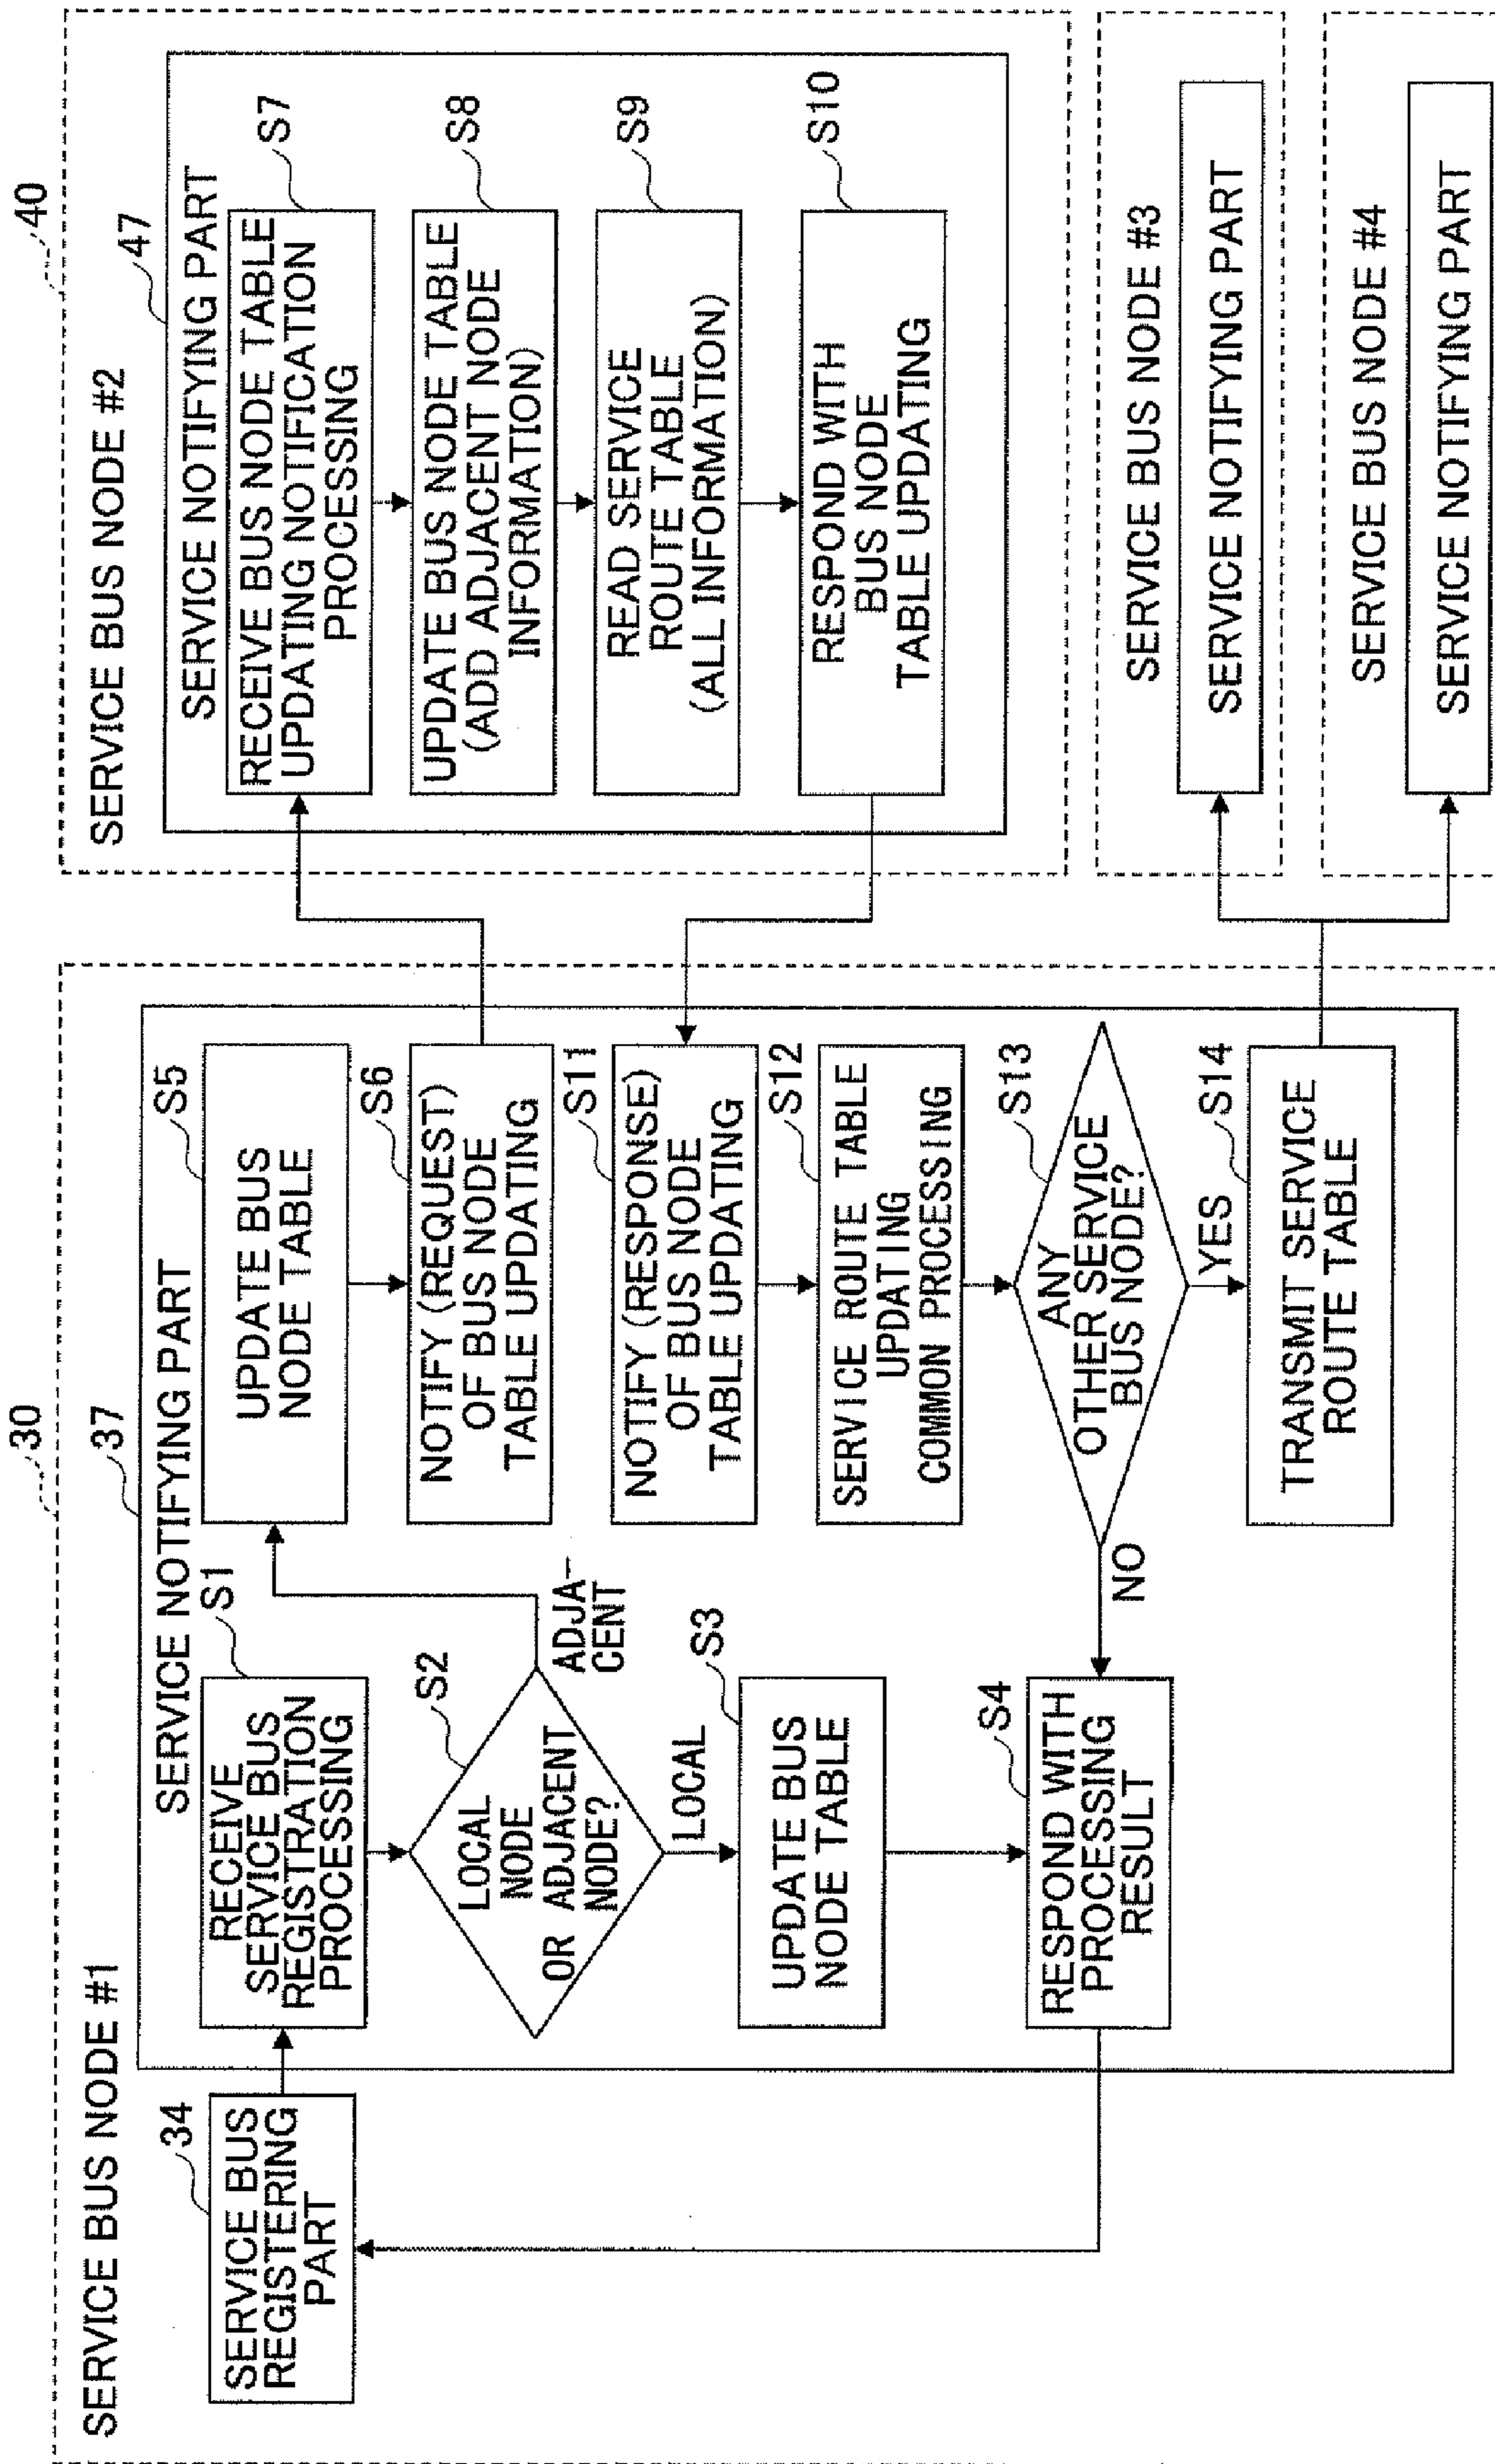 SERVICE BUS NODE #1
30
34
SERVICE BUS
REGISTERING
PART
37
SERVICE NOTIFYING PART
S1
RECEIVE
SERVICE BUS
REGISTRATION
PROCESSING
S2
LOCAL
NODE
OR ADJACENT
NODE?
ADJA-
CENT
LOCAL
S3
UPDATE BUS
NODE TABLE
S4
RESPOND WITH
PROCESSING
RESULT
S5
UPDATE BUS
NODE TABLE
S6
NOTIFY (REQUEST)
OF BUS NODE
TABLE UPDATING
S11
NOTIFY (RESPONSE)
OF BUS NODE
TABLE UPDATING
S12
SERVICE ROUTE TABLE
UPDATING
COMMON PROCESSING
S13
ANY
OTHER SERVICE
BUS NODE?
NO
YES
S14
TRANSMIT SERVICE
ROUTE TABLE
SERVICE BUS NODE #2
40
47
SERVICE NOTIFYING PART
S7
RECEIVE BUS NODE TABLE
UPDATING NOTIFICATION
PROCESSING
S8
UPDATE BUS NODE TABLE
(ADD ADJACENT NODE
INFORMATION)
S9
READ SERVICE
ROUTE TABLE
(ALL INFORMATION)
S10
RESPOND WITH
BUS NODE
TABLE UPDATING
SERVICE BUS NODE #3
SERVICE NOTIFYING PART
SERVICE BUS NODE #4
SERVICE NOTIFYING PART